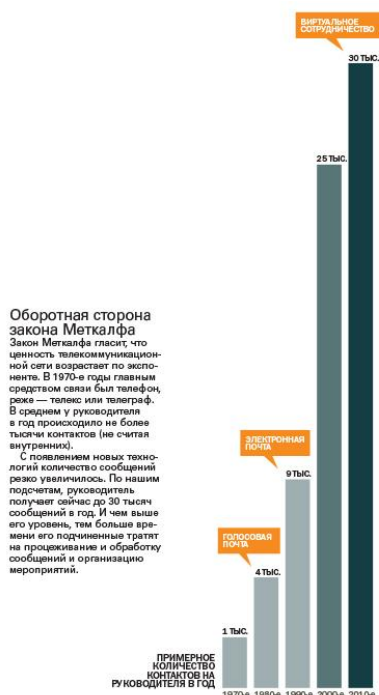 ВИРТУАЛЬНОЕ
СОТРУДНИЧЕСТВО
30 ТЫС.
25 ТЫС.
Оборотная сторона
закона Меткалфа
Закон Меткалфа гласит, что
ценность телекоммуникацион-
ной сети возрастает по экспо-
ненте. В 1970-е годы главным
средством связи был телефон,
реже — телекс или телеграф.
В среднем у руководителя
в год происходило не более
тысячи контактов (не считая
внутренних).
С появлением новых техно-
логий количество сообщений
резко увеличилось. По нашим
подсчетам, руководитель
получает сейчас до 30 тысяч
сообщений в год. И чем выше
его уровень, тем больше вре-
мени его подчиненные тратят
на процеживание и обработку
сообщений и организацию
мероприятий.
ЭЛЕКТРОННАЯ
ПОЧТА
9 ТЫС.
ГОЛОСОВАЯ
ПОЧТА
4 ТЫС.
1 ТЫС.
ПРИМЕРНОЕ
КОЛИЧЕСТВО
КОНТАКТОВ НА
РУКОВОДИТЕЛЯ В ГОД
1970-е 1980-е 1990-е 2000-е 2010-е